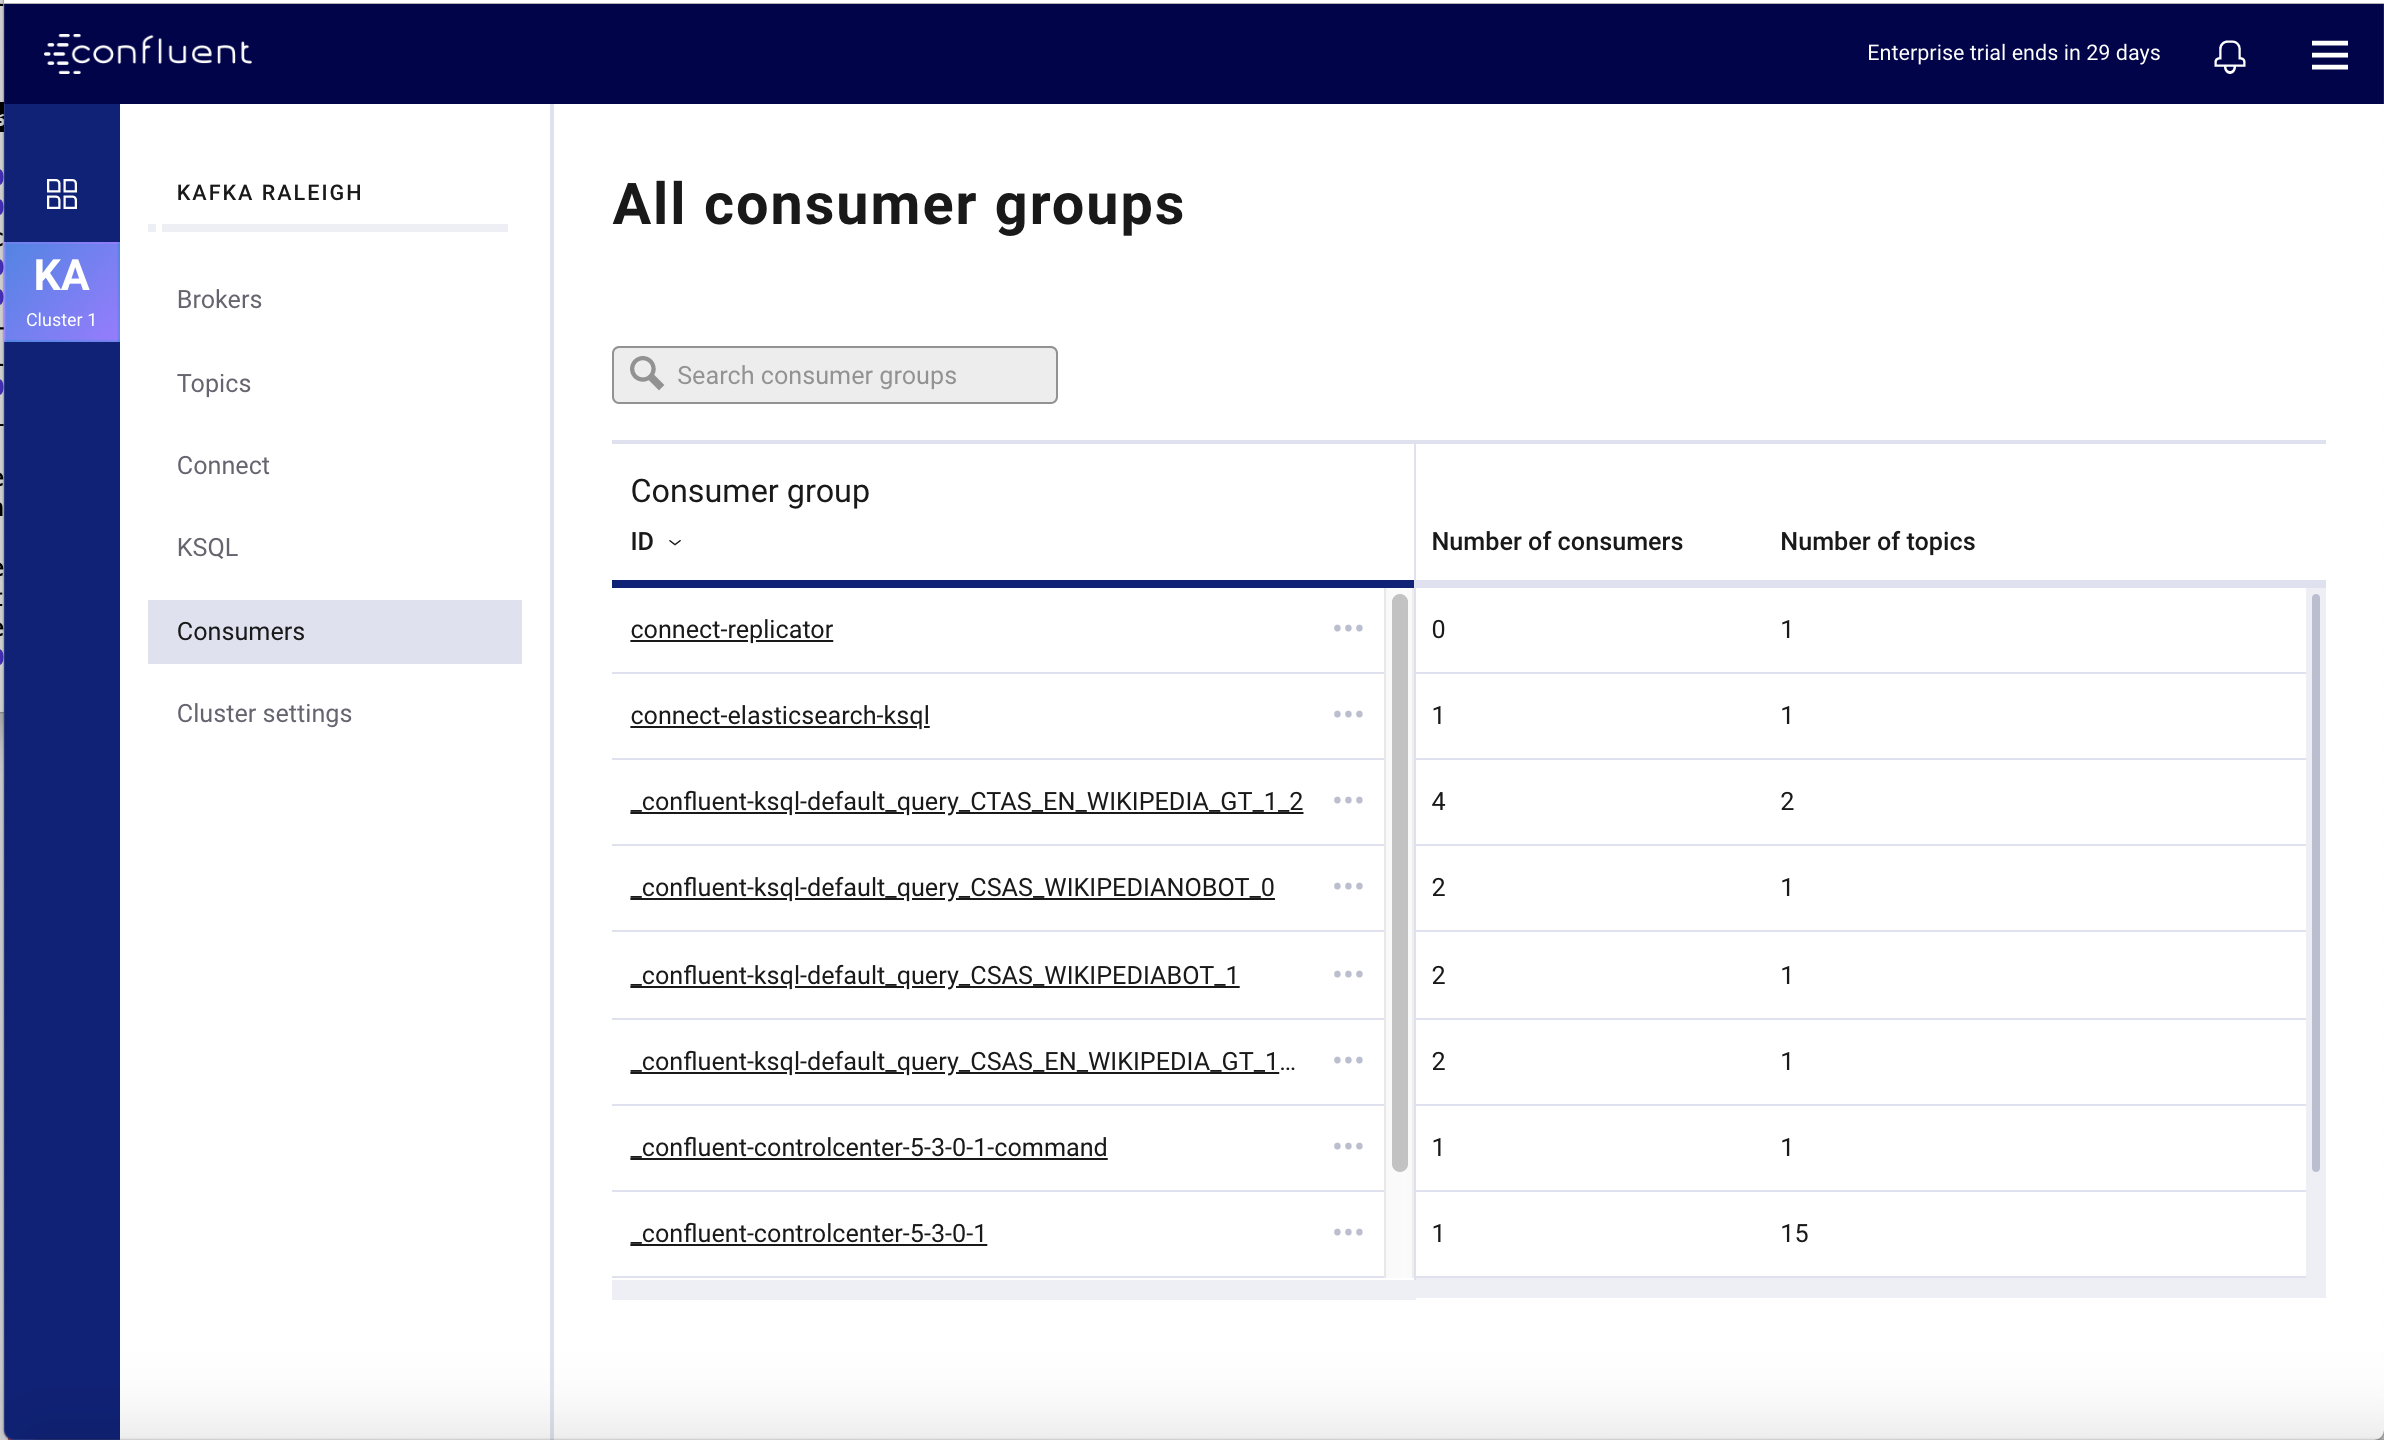 confluent
Enterprise trial ends in 29 days
KA
Cluster 1
KAFKA RALEIGH
Brokers
Topics
Connect
KSQL
Consumers
Cluster settings
All consumer groups
Search consumer groups
Consumer group
ID Number of consumers Number of topics
connect-replicator ••• 0 1
connect-elasticsearch-ksql ••• 1 1
_confluent-ksql-default_query_CTAS_EN_WIKIPEDIA_GT_1_2 ••• 4 2
_confluent-ksql-default_query_CSAS_WIKIPEDIANOBOT_0 ••• 2 1
_confluent-ksql-default_query_CSAS_WIKIPEDIABOT_1 ••• 2 1
_confluent-ksql-default_query_CSAS_EN_WIKIPEDIA_GT_1... ••• 2 1
_confluent-controlcenter-5-3-0-1-command ••• 1 1
_confluent-controlcenter-5-3-0-1 ••• 1 15